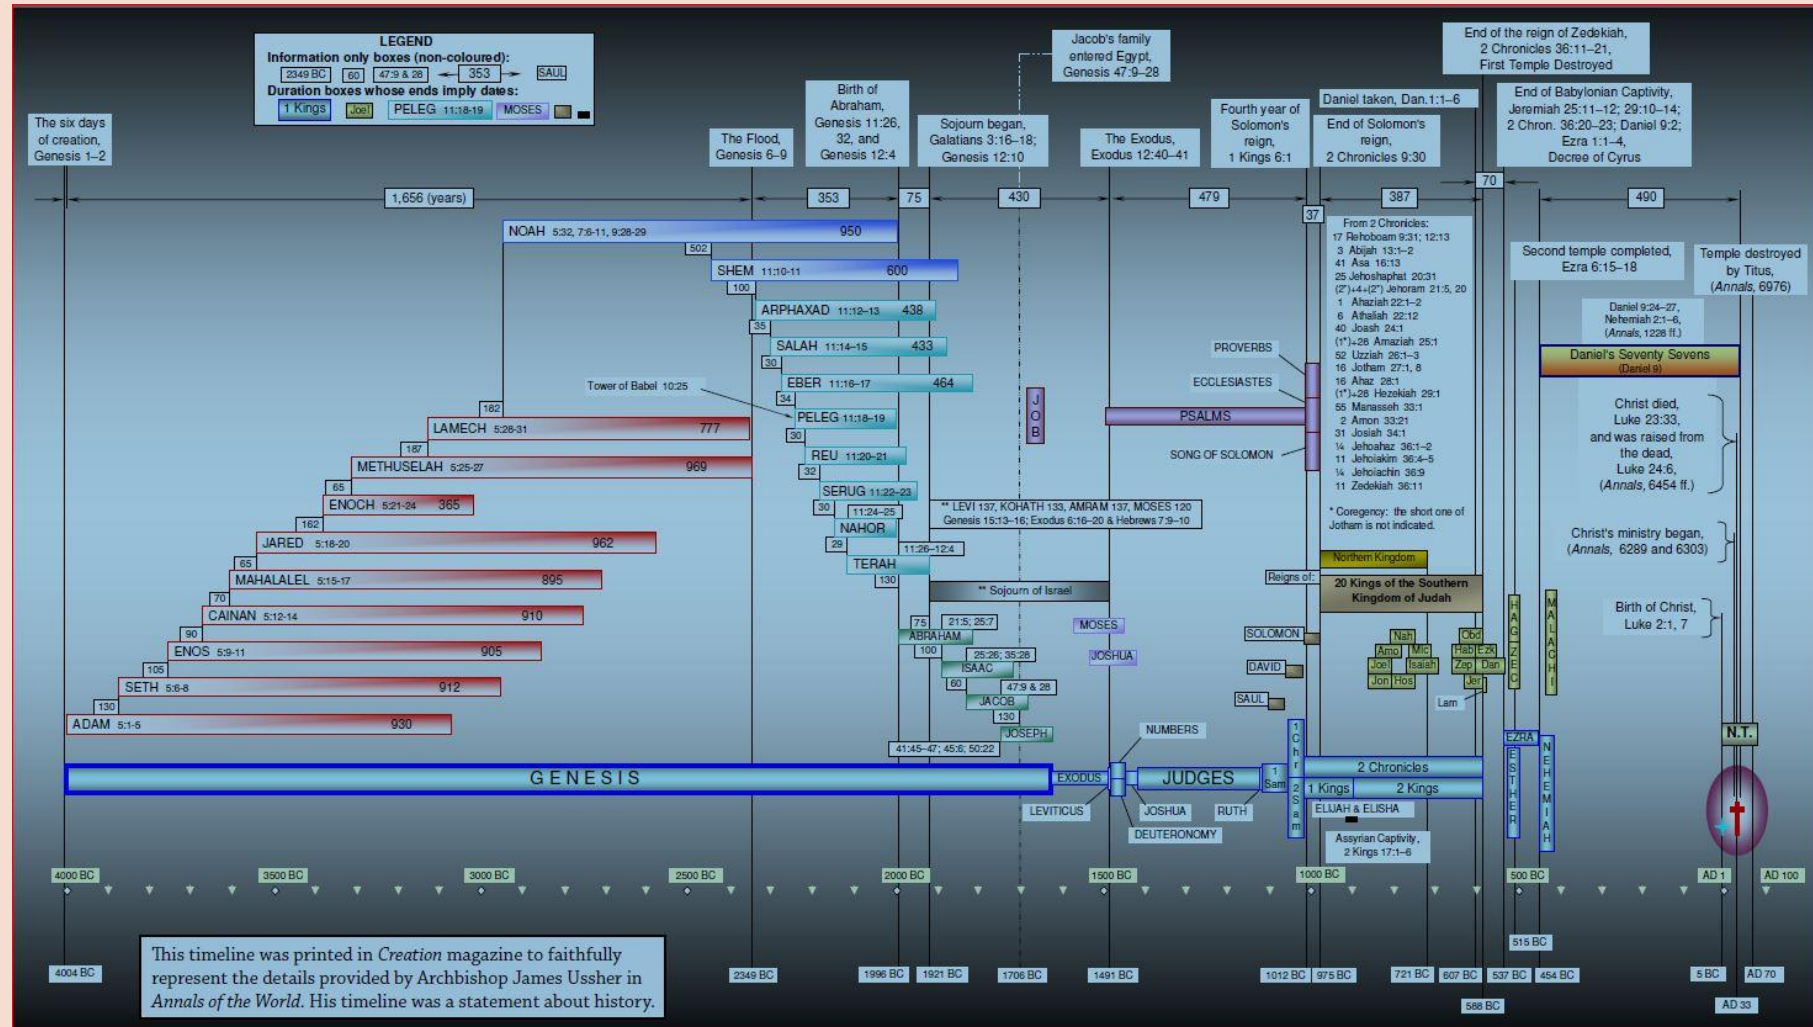 LEGEND
Information only boxes (non-coloured):
2349 BC 60 47:9 & 28 353 SAUL
Duration boxes whose ends imply dates:
1 Kings Joel PELEG 11:18-19 MOSES
The six days
of creation,
Genesis 1–2
The Flood,
Genesis 6–9
Birth of
Abraham,
Genesis 11:26,
32, and
Genesis 12:4
Sojourn began,
Galatians 3:16–18;
Genesis 12:10
Jacob's family
entered Egypt,
Genesis 47:9–28
The Exodus,
Exodus 12:40–41
Fourth year of
Solomon's
reign,
1 Kings 6:1
Daniel taken, Dan.1:1–6
End of Solomon's
reign,
2 Chronicles 9:30
End of the reign of Zedekiah,
2 Chronicles 36:11–21,
First Temple Destroyed
End of Babylonian Captivity,
Jeremiah 25:11–12; 29:10–14;
2 Chron. 36:20–23; Daniel 9:2;
Ezra 1:1–4,
Decree of Cyrus
1,656 (years)
353
75
430
479
37
387
70
490
NOAH 5:32, 7:6-11, 9:28-29 950
502
SHEM 11:10-11 600
100
ARPHAXAD 11:12–13 438
35
SALAH 11:14–15 433
30
EBER 11:16–17 464
34
Tower of Babel 10:25
PELEG 11:18–19
30
REU 11:20–21
32
SERUG 11:22–23
30
11:24–25
NAHOR
29
11:26–12:4
TERAH
130
182
LAMECH 5:28-31 777
187
METHUSELAH 5:25-27 969
65
ENOCH 5:21-24 365
162
JARED 5:18-20 962
65
MAHALALEL 5:15-17 895
70
CAINAN 5:12-14 910
90
ENOS 5:9-11 905
105
SETH 5:6-8 912
130
ADAM 5:1-5 930
JOB
** LEVI 137, KOHATH 133, AMRAM 137, MOSES 120
Genesis 15:13–16; Exodus 6:16–20 & Hebrews 7:9–10
** Sojourn of Israel
75
21:5; 25:7
ABRAHAM
100
25:26; 35:28
ISAAC
60
47:9 & 28
JACOB
130
JOSEPH
41:45–47; 45:6; 50:22
MOSES
JOSHUA
PROVERBS
ECCLESIASTES
PSALMS
SONG OF SOLOMON
From 2 Chronicles:
17 Rehoboam 9:31; 12:13
3 Abijah 13:1–2
41 Asa 16:13
25 Jehoshaphat 20:31
(2*)+4+(2*) Jehoram 21:5, 20
1 Ahaziah 22:1–2
6 Athaliah 22:12
40 Joash 24:1
(1*)+28 Amaziah 25:1
52 Uzziah 26:1–3
16 Jotham 27:1, 8
16 Ahaz 28:1
(1*)+28 Hezekiah 29:1
55 Manasseh 33:1
2 Amon 33:21
31 Josiah 34:1
¼ Jehoahaz 36:1–2
11 Jehoiakim 36:4–5
¼ Jehoiachin 36:9
11 Zedekiah 36:11
* Coregency: the short one of
Jotham is not indicated.
Northern Kingdom
Reigns of:
20 Kings of the Southern
Kingdom of Judah
SOLOMON
DAVID
SAUL
Nah
Amo Mic
Joel Isaiah
Jon Hos
Obd
Hab Ezk
Zep Dan
Jer
Lam
HAG ZEC
MALACHI
Second temple completed,
Ezra 6:15–18
Temple destroyed
by Titus,
(Annals, 6976)
Daniel 9:24–27,
Nehemiah 2:1–6,
(Annals, 1228 ff.)
Daniel's Seventy Sevens
(Daniel 9)
Christ died,
Luke 23:33,
and was raised from
the dead,
Luke 24:6,
(Annals, 6454 ff.)
Christ's ministry began,
(Annals, 6289 and 6303)
Birth of Christ,
Luke 2:1, 7
N.T.
GENESIS
EXODUS
LEVITICUS
NUMBERS
DEUTERONOMY
JOSHUA
JUDGES
RUTH
1 Sam
1 Chr
2 Sam
2 Chronicles
1 Kings
2 Kings
ELIJAH & ELISHA
Assyrian Captivity,
2 Kings 17:1–6
EZRA
ESTHER
NEHEMIAH
4000 BC 3500 BC 3000 BC 2500 BC 2000 BC 1500 BC 1000 BC 500 BC AD 1 AD 100
515 BC
4004 BC 2349 BC 1996 BC 1921 BC 1706 BC 1491 BC 1012 BC 975 BC 721 BC 607 BC 537 BC 454 BC 5 BC AD 70
588 BC
AD 33
This timeline was printed in Creation magazine to faithfully
represent the details provided by Archbishop James Ussher in
Annals of the World. His timeline was a statement about history.